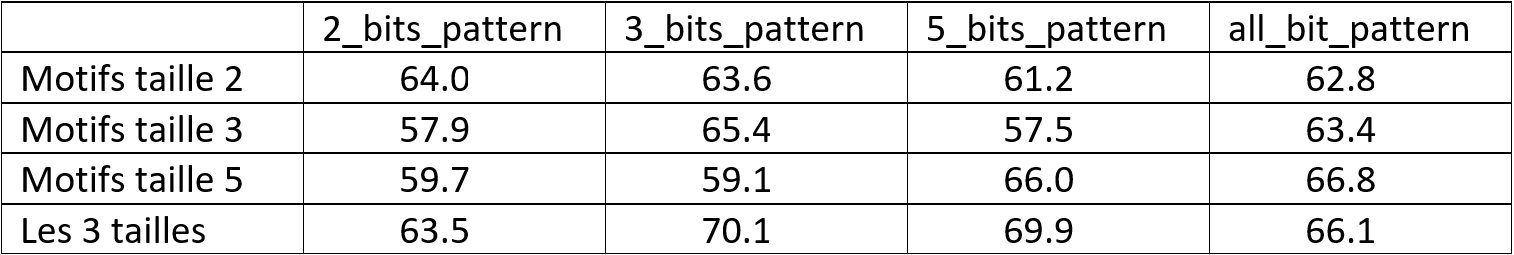 2_bits_pattern 3_bits_pattern 5_bits_pattern all_bit_pattern
Motifs taille 2 64.0 63.6 61.2 62.8
Motifs taille 3 57.9 65.4 57.5 63.4
Motifs taille 5 59.7 59.1 66.0 66.8
Les 3 tailles 63.5 70.1 69.9 66.1